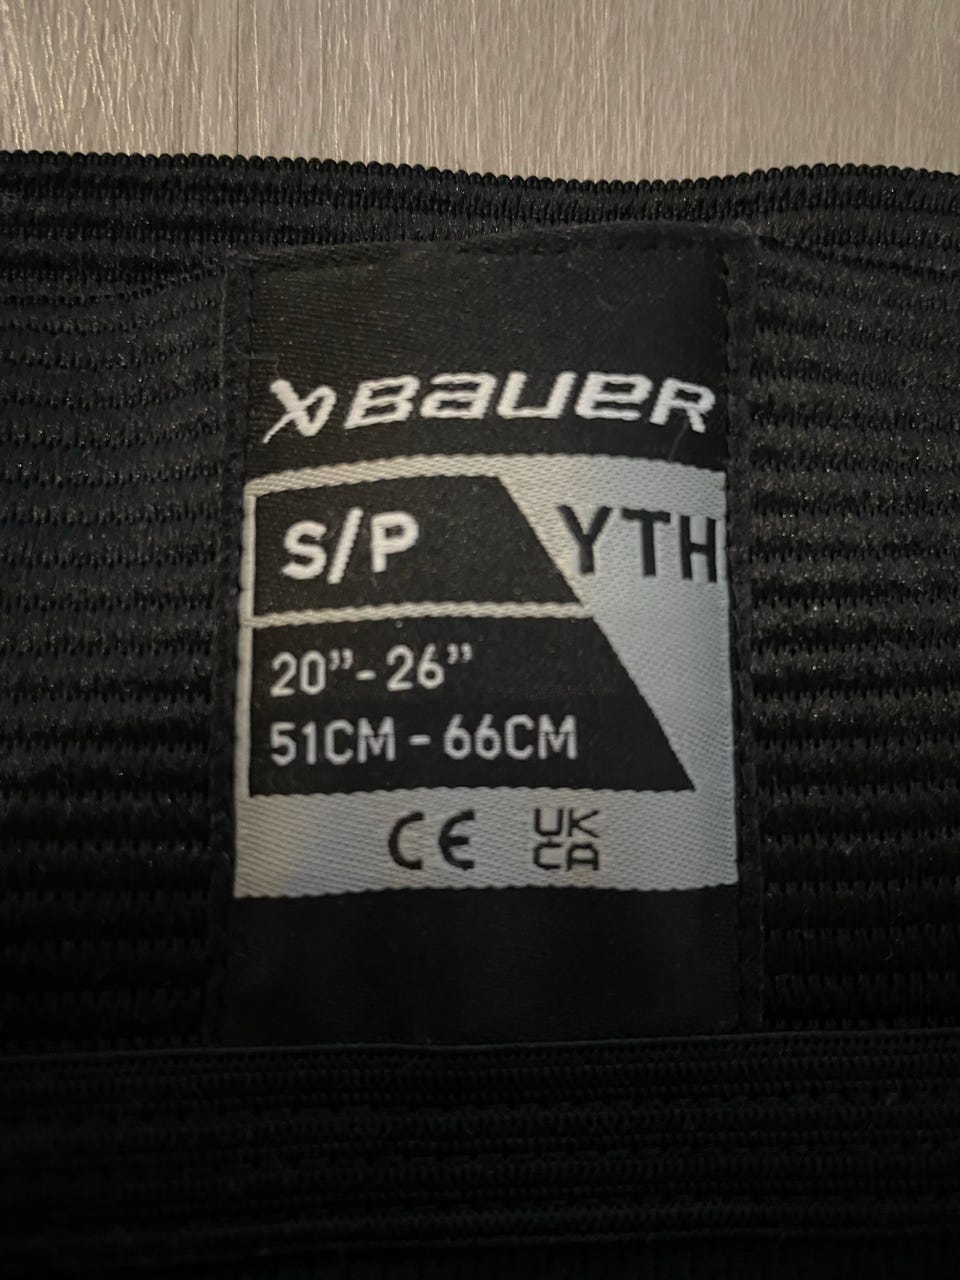 BAUER
S/P YTH
20”-26”
51CM - 66CM
CE UK
CA